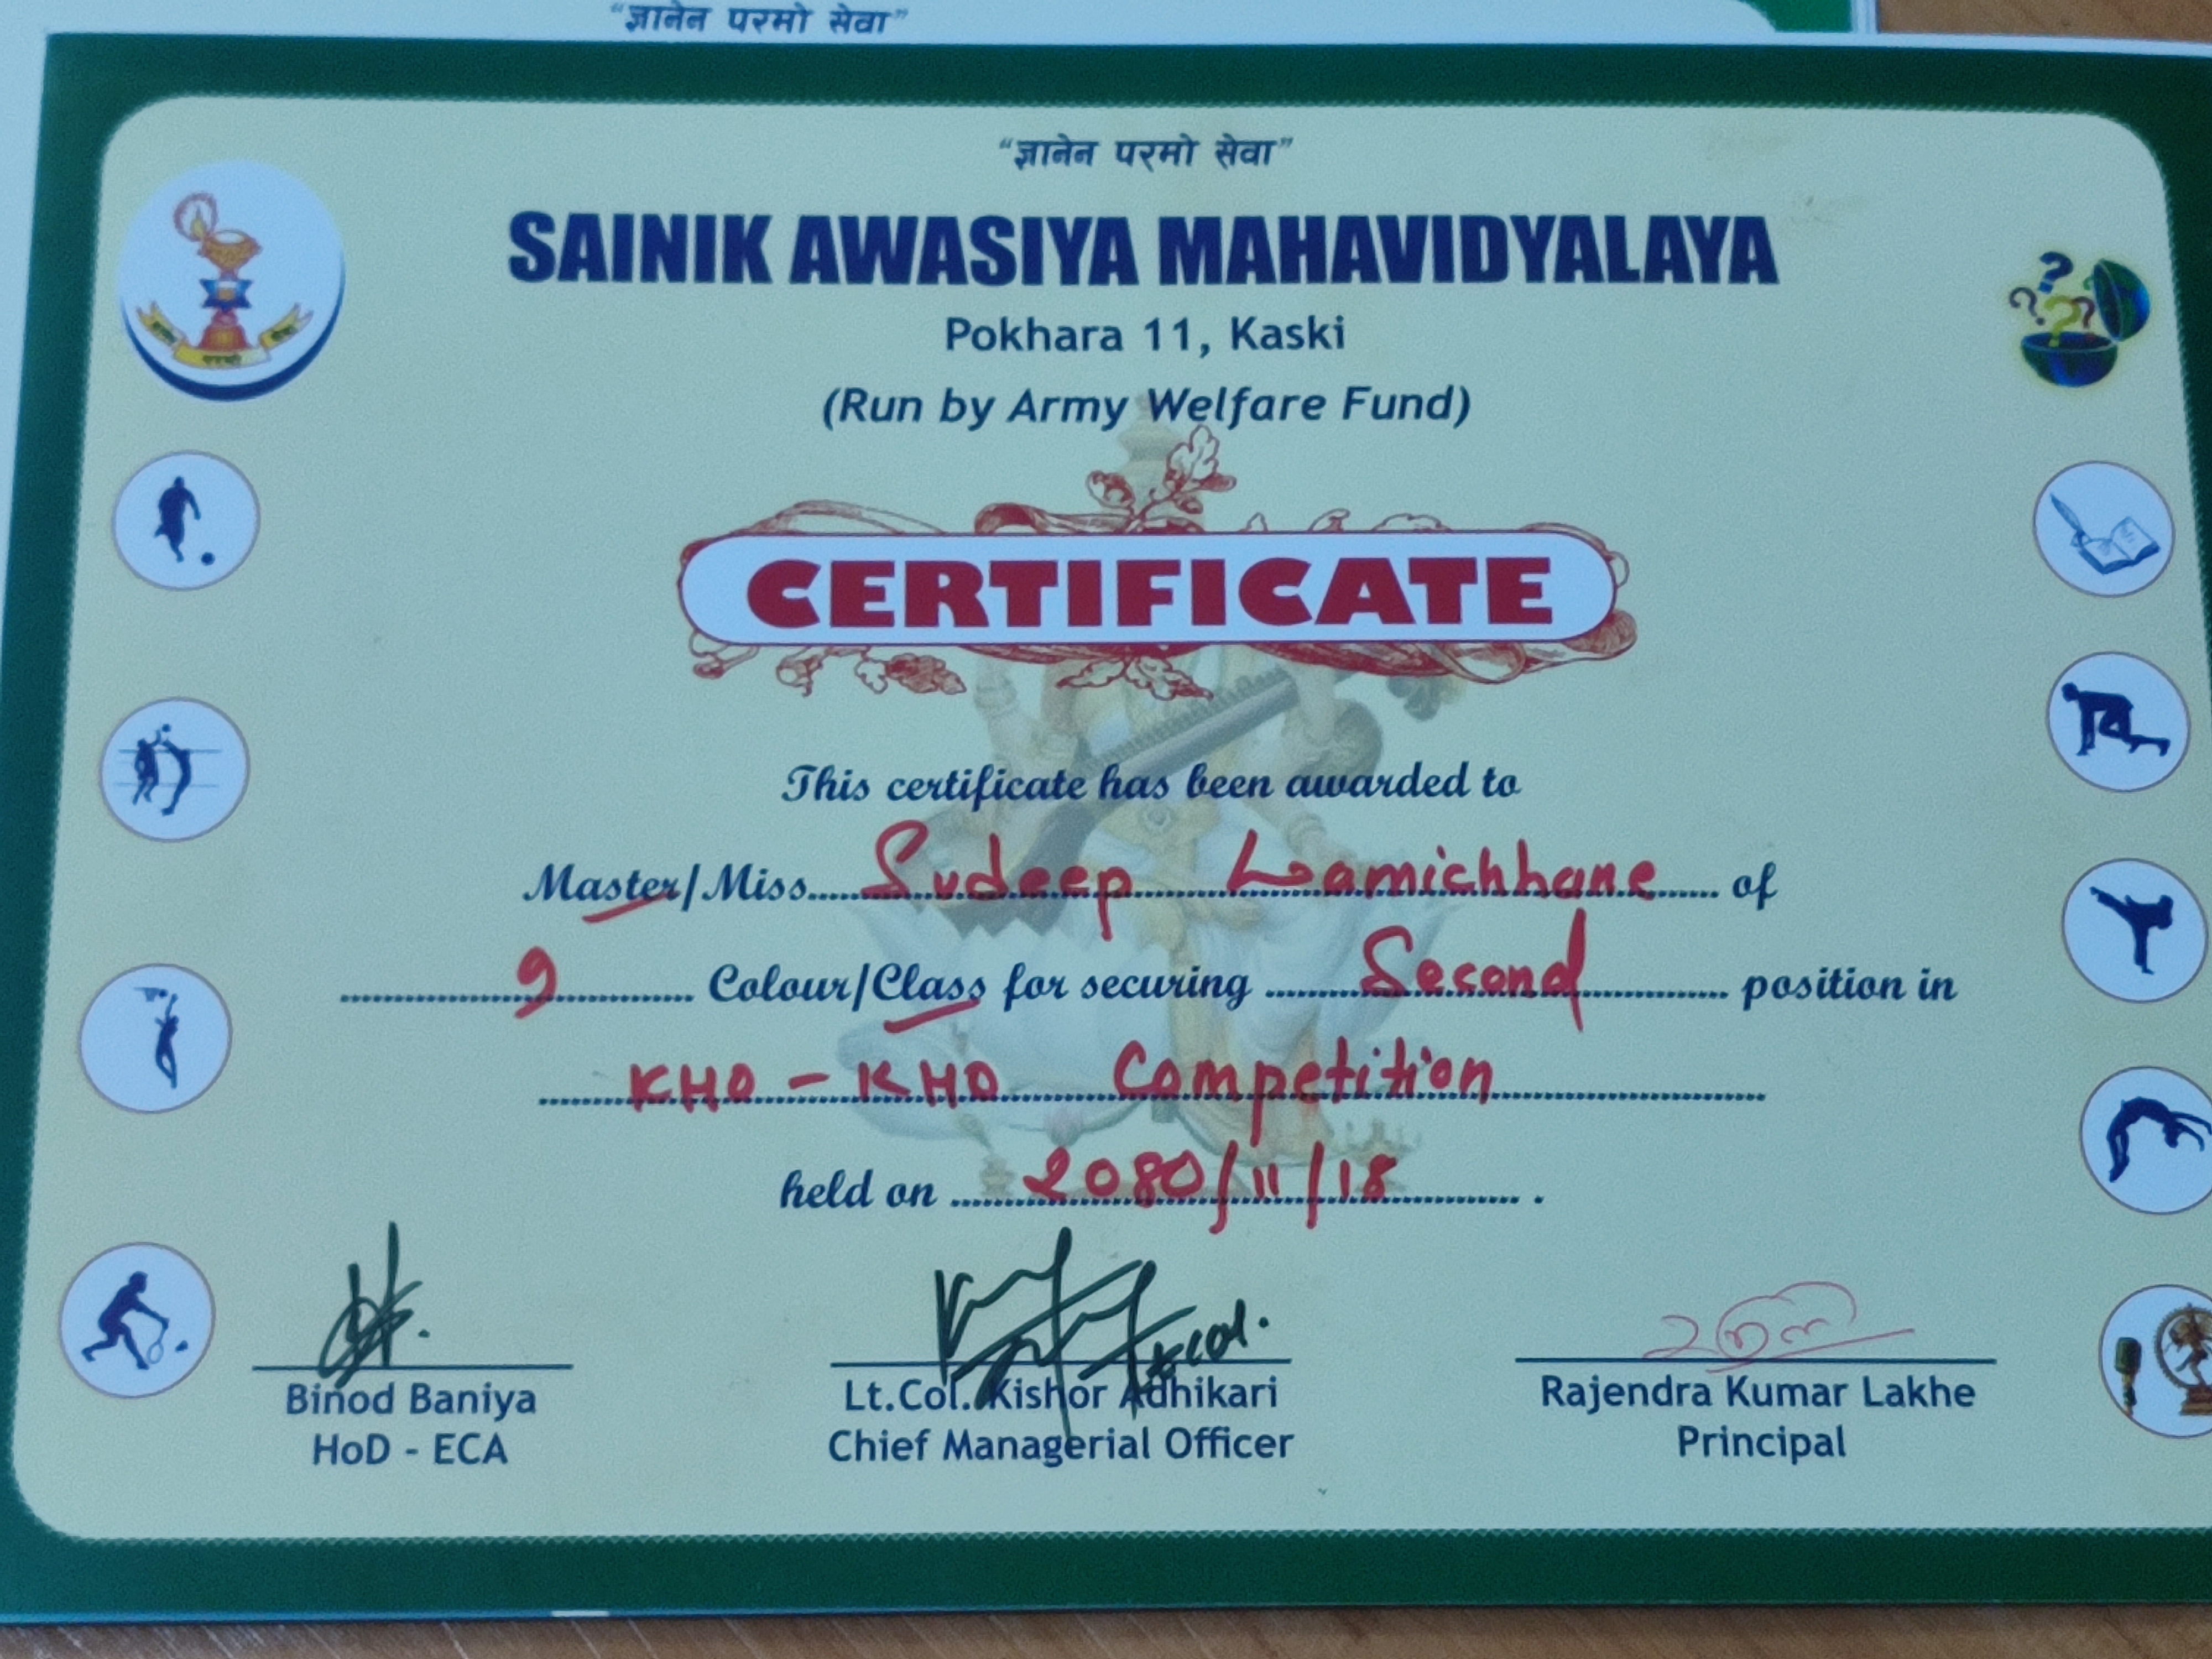 “ज्ञानेन परमो सेवा”
“ज्ञानेन परमो सेवा”
SAINIK AWASIYA MAHAVIDYALAYA
Pokhara 11, Kaski
(Run by Army Welfare Fund)
CERTIFICATE
This certificate has been awarded to
Master/Miss Sudeep Lamichhane of
9 Colour/Class for securing Second position in
KHO-KHO Competition
held on 2080/11/18.
Lt.Col.
Binod Baniya
HoD - ECA
Lt.Col. Kishor Adhikari
Chief Managerial Officer
Rajendra Kumar Lakhe
Principal